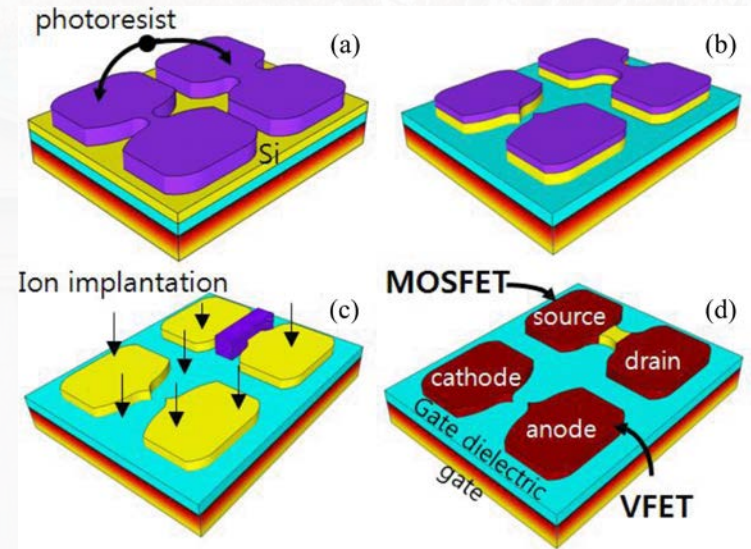 photoresist
(a)
Si
(b)
Ion implantation
(c)
MOSFET
(d)
source
drain
cathode
anode
Gate dielectric
gate
VFET